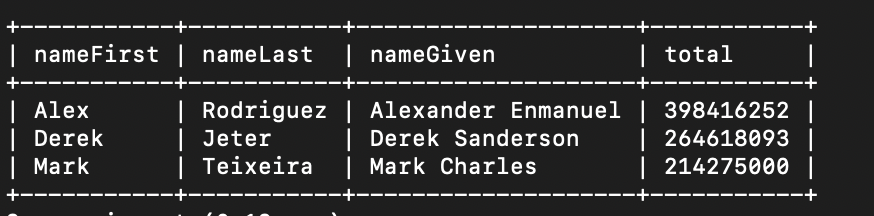 +-----------+-----------+--------------------+-----------+
| nameFirst | nameLast | nameGiven | total |
+-----------+-----------+--------------------+-----------+
| Alex | Rodriguez | Alexander Enmanuel | 398416252 |
| Derek | Jeter | Derek Sanderson | 264618093 |
| Mark | Teixeira | Mark Charles | 214275000 |
+-----------+-----------+--------------------+-----------+